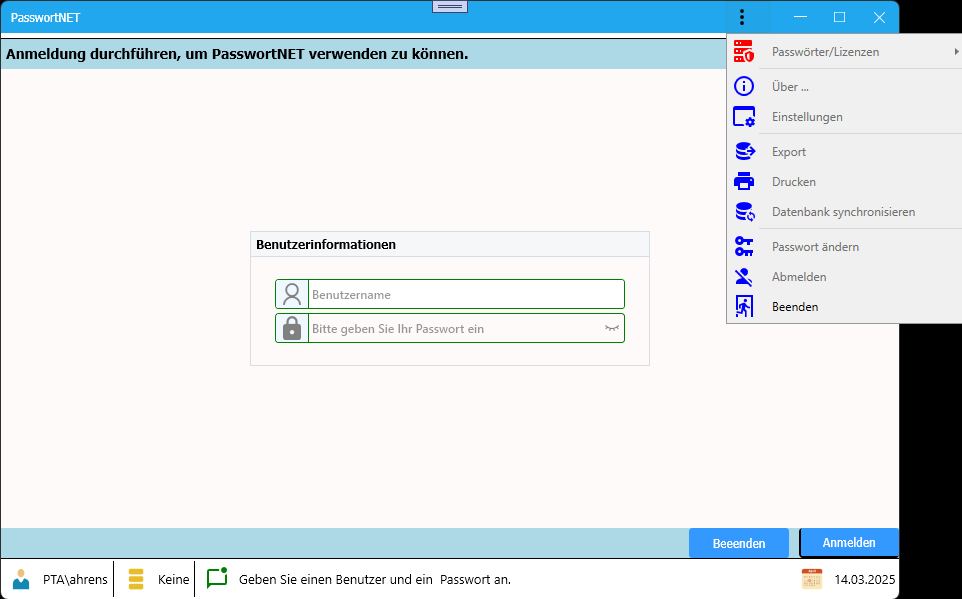 PasswortNET
Anmeldung durchführen, um PasswortNET verwenden zu können.
Passwörter/Lizenzen
Über ...
Einstellungen
Export
Drucken
Datenbank synchronisieren
Passwort ändern
Abmelden
Beenden
Benutzerinformationen
Benutzername
Bitte geben Sie Ihr Passwort ein
Beeenden
Anmelden
PTA\ahrens
Keine
Geben Sie einen Benutzer und ein  Passwort an.
14.03.2025